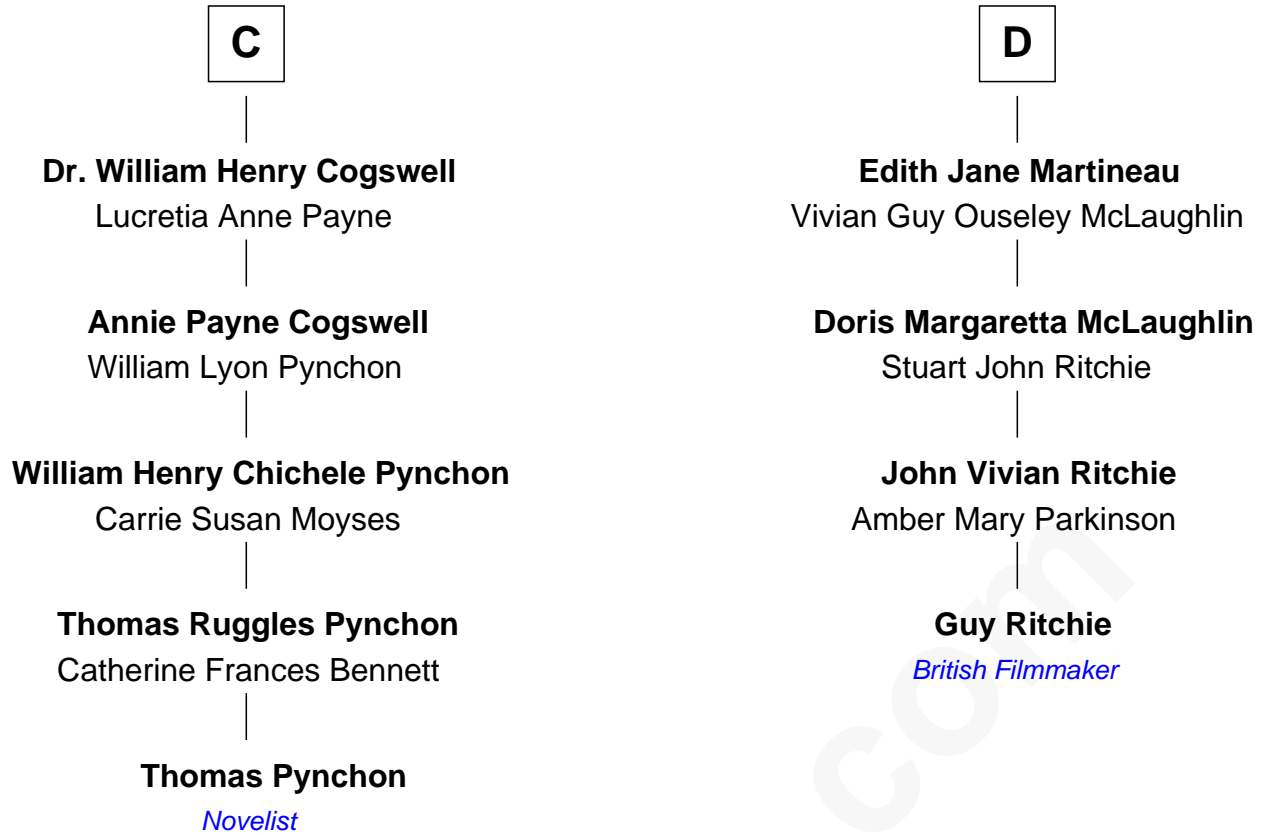 C
Dr. William Henry Cogswell
Lucretia Anne Payne
Annie Payne Cogswell
William Lyon Pynchon
William Henry Chichele Pynchon
Carrie Susan Moyses
Thomas Ruggles Pynchon
Catherine Frances Bennett
Thomas Pynchon
Novelist
D
Edith Jane Martineau
Vivian Guy Ouseley McLaughlin
Doris Margaretta McLaughlin
Stuart John Ritchie
John Vivian Ritchie
Amber Mary Parkinson
Guy Ritchie
British Filmmaker
com